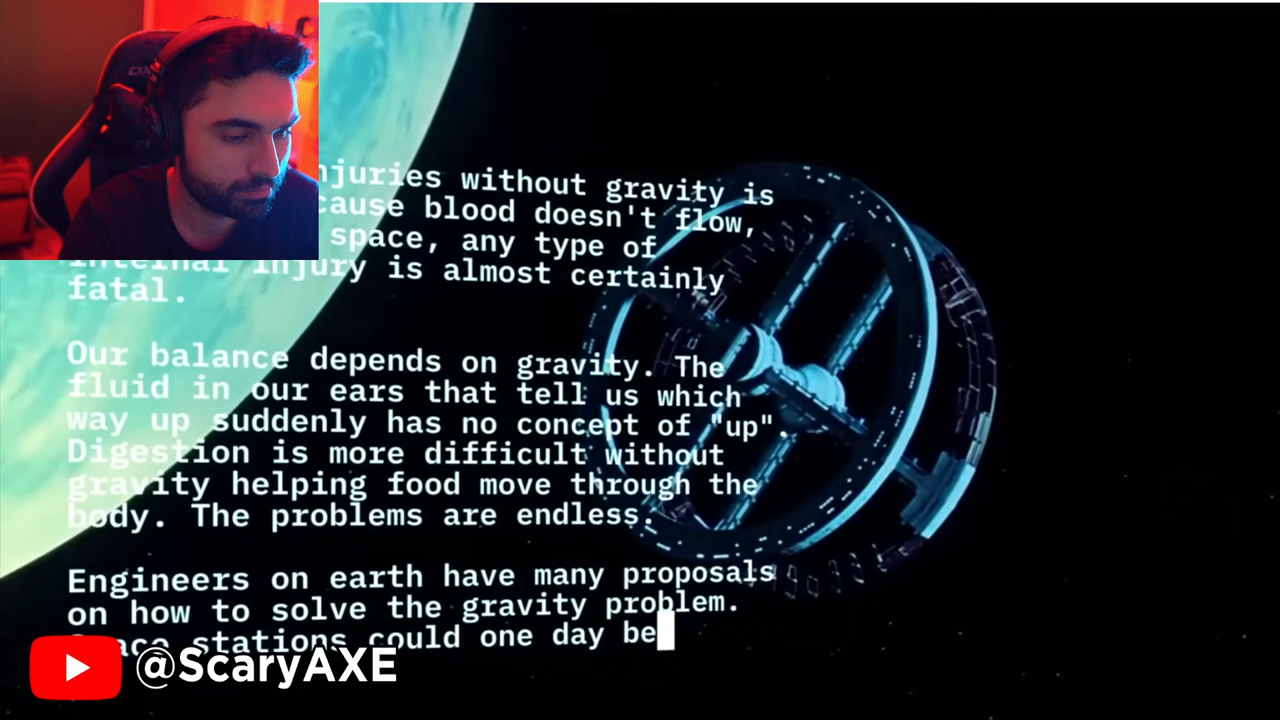 njuries without gravity is
cause blood doesn't flow,
space, any type of
internal injury is almost certainly
fatal.
Our balance depends on gravity. The
fluid in our ears that tell us which
way up suddenly has no concept of "up".
Digestion is more difficult without
gravity helping food move through the
body. The problems are endless.
Engineers on earth have many proposals
on how to solve the gravity problem.
Space stations could one day be
@ScaryAXE